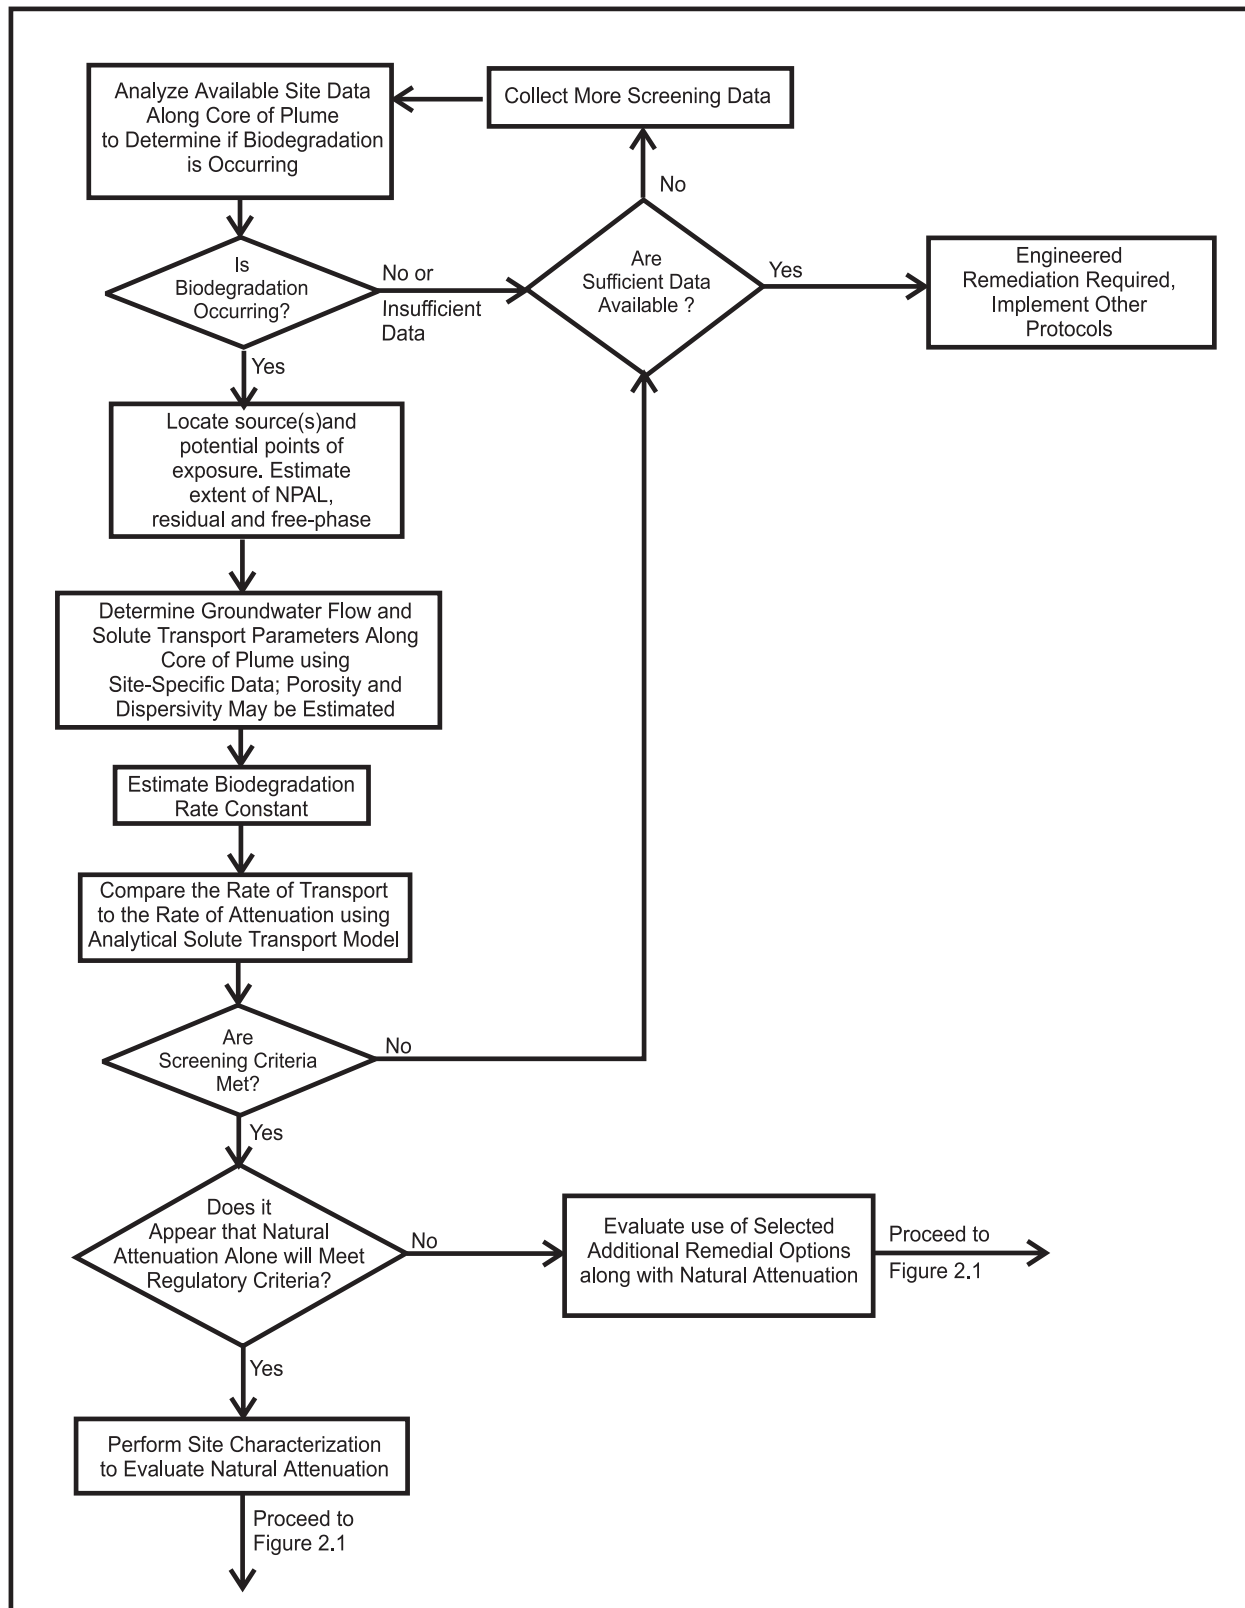 Analyze Available Site Data
Along Core of Plume
to Determine if Biodegradation
is Occurring
Collect More Screening Data
No
Is
Biodegradation
Occurring?
No or
Insufficient
Data
Are
Sufficient Data
Available ?
Yes
Engineered
Remediation Required,
Implement Other
Protocols
Yes
Locate source(s)and
potential points of
exposure. Estimate
extent of NPAL,
residual and free-phase
Determine Groundwater Flow and
Solute Transport Parameters Along
Core of Plume using
Site-Specific Data; Porosity and
Dispersivity May be Estimated
Estimate Biodegradation
Rate Constant
Compare the Rate of Transport
to the Rate of Attenuation using
Analytical Solute Transport Model
Are
Screening Criteria
Met?
No
Yes
Does it
Appear that Natural
Attenuation Alone will Meet
Regulatory Criteria?
No
Evaluate use of Selected
Additional Remedial Options
along with Natural Attenuation
Proceed to
Figure 2.1
Yes
Perform Site Characterization
to Evaluate Natural Attenuation
Proceed to
Figure 2.1